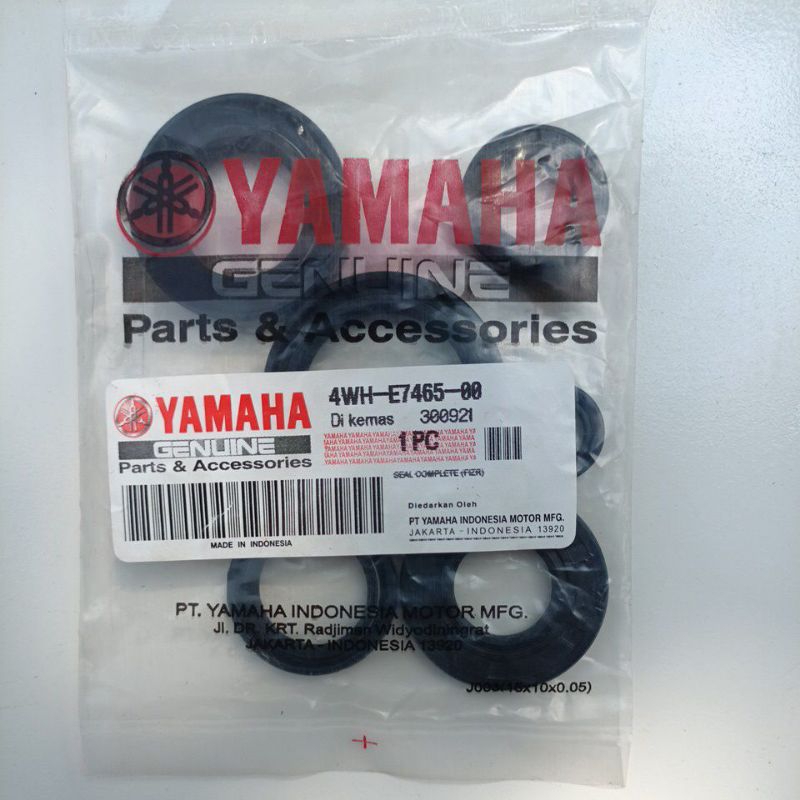 YAMAHA
GENUINE
Parts & Accessories
YAMAHA
GENUINE
Parts & Accessories
4WH-E7465-00
Di kemas 300921
1 PC
SEAL COMPLETE (FIZR)
Diedarkan Oleh
PT YAMAHA INDONESIA MOTOR MFG.
JAKARTA - INDONESIA 13920
MADE IN INDONESIA
PT. YAMAHA INDONESIA MOTOR MFG.
Jl. DR. KRT. Radjiman Widyodiningrat
JAKARTA - INDONESIA 13920